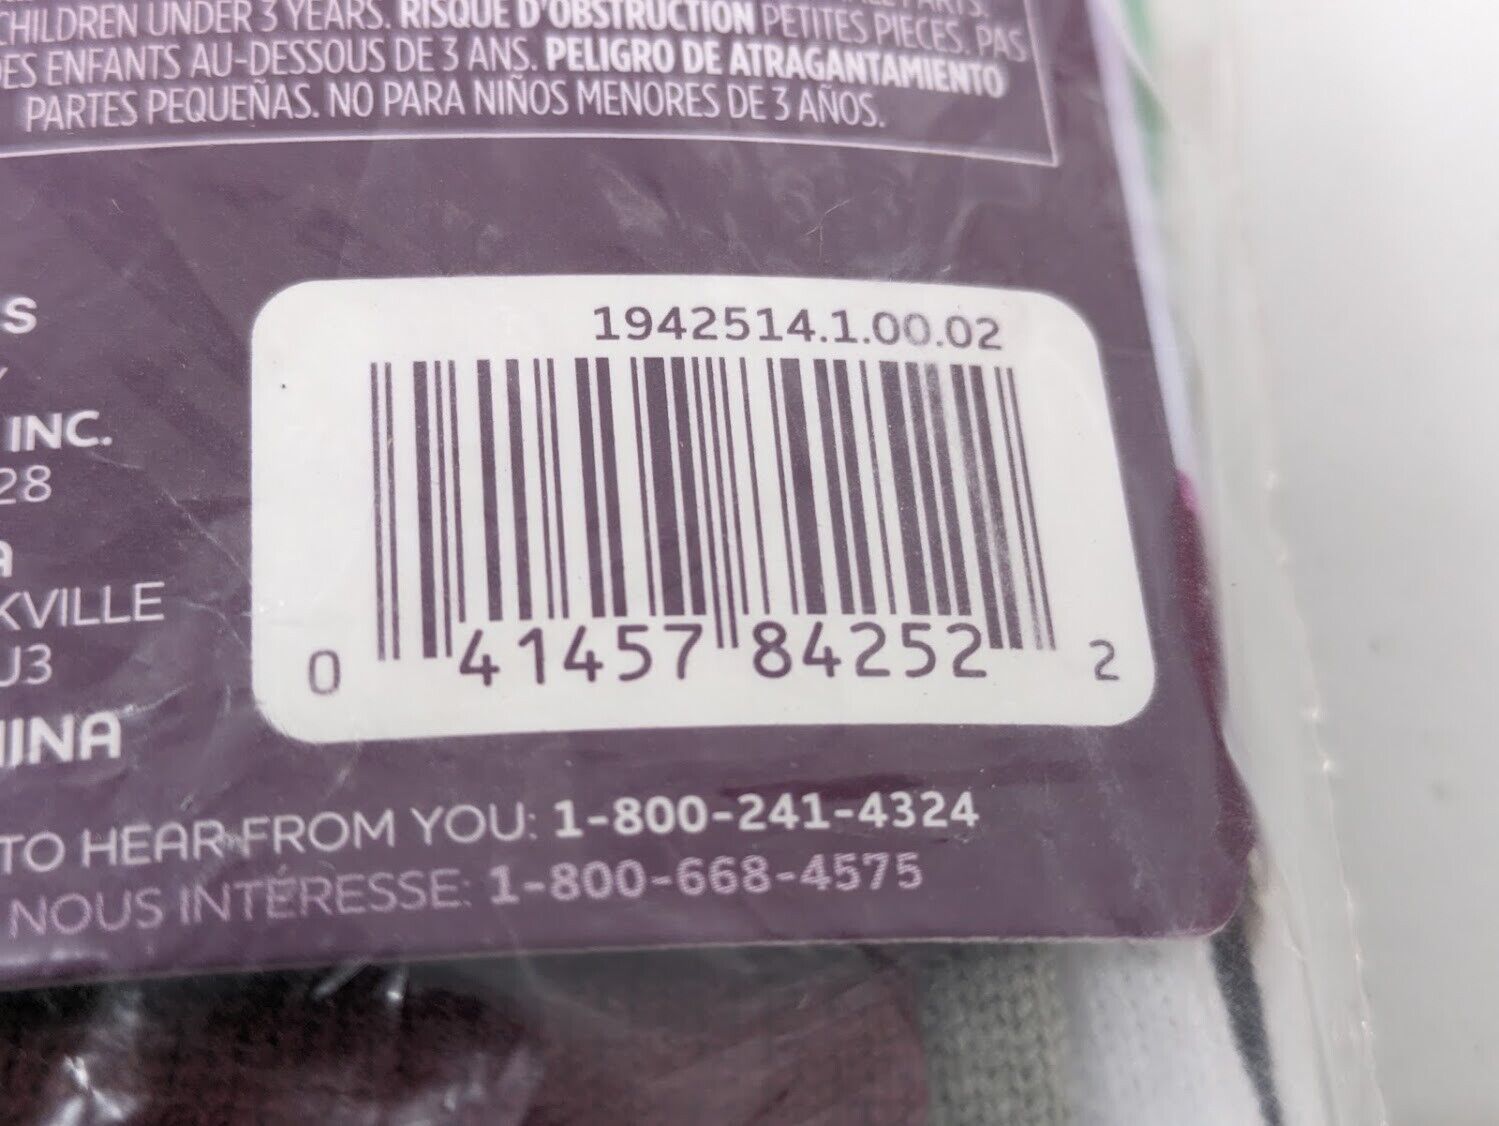 CHILDREN UNDER 3 YEARS. RISQUE D'OBSTRUCTION PETITES PIECES. PAS
DES ENFANTS AU-DESSOUS DE 3 ANS. PELIGRO DE ATRAGANTAMIENTO
PARTES PEQUEÑAS. NO PARA NIÑOS MENORES DE 3 AÑOS.
S
INC.
28
A
KVILLE
J3
HINA
1942514.1.00.02
0 41457 84252 2
TO HEAR FROM YOU: 1-800-241-4324
NOUS INTÉRESSE: 1-800-668-4575